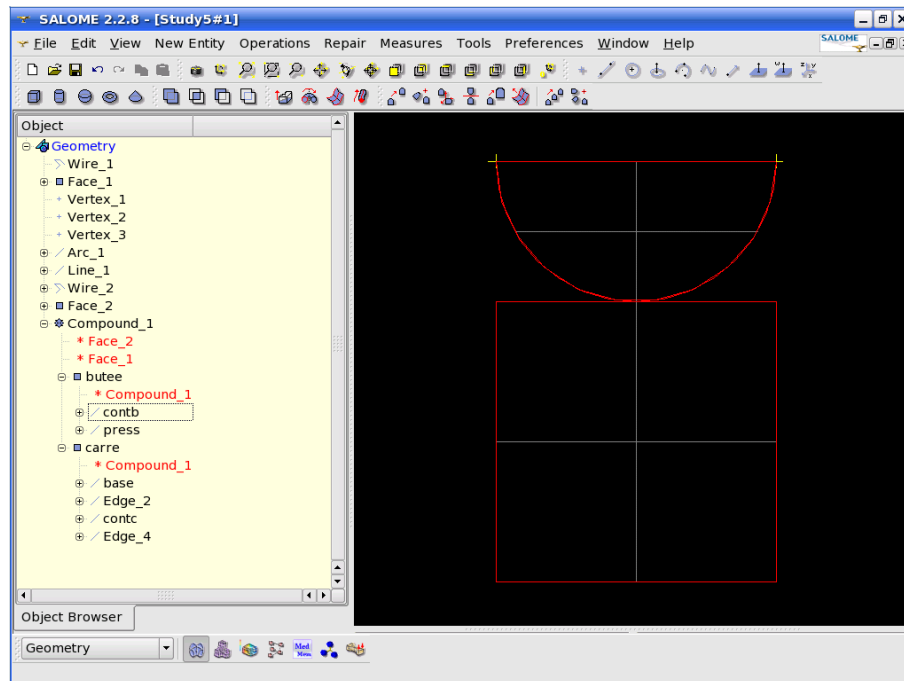 SALOME 2.2.8 - [Study5#1]
File Edit View New Entity Operations Repair Measures Tools Preferences Window Help
SALOME
Object
Geometry
Wire_1
Face_1
Vertex_1
Vertex_2
Vertex_3
Arc_1
Line_1
Wire_2
Face_2
Compound_1
* Face_2
* Face_1
butee
* Compound_1
contb
press
carre
* Compound_1
base
Edge_2
contc
Edge_4
Object Browser
Geometry
Med
Mem